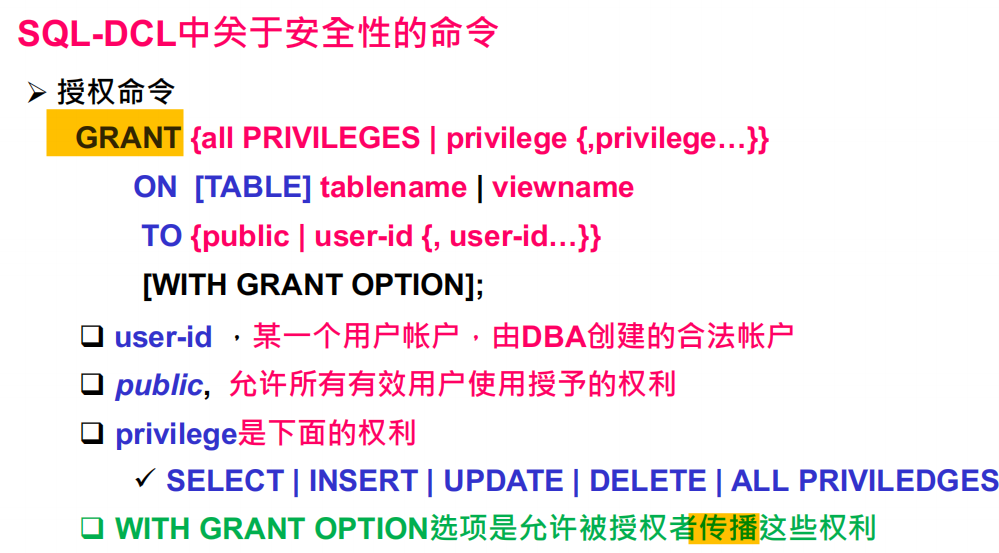 SQL-DCL中关于安全性的命令
➢ 授权命令
GRANT {all PRIVILEGES | privilege {,privilege…}}
ON [TABLE] tablename | viewname
TO {public | user-id {, user-id…}}
[WITH GRANT OPTION];
❑ user-id ，某一个用户帐户，由DBA创建的合法帐户
❑ public, 允许所有有效用户使用授予的权利
❑ privilege是下面的权利
✓ SELECT | INSERT | UPDATE | DELETE | ALL PRIVILEDGES
❑ WITH GRANT OPTION选项是允许被授权者传播这些权利